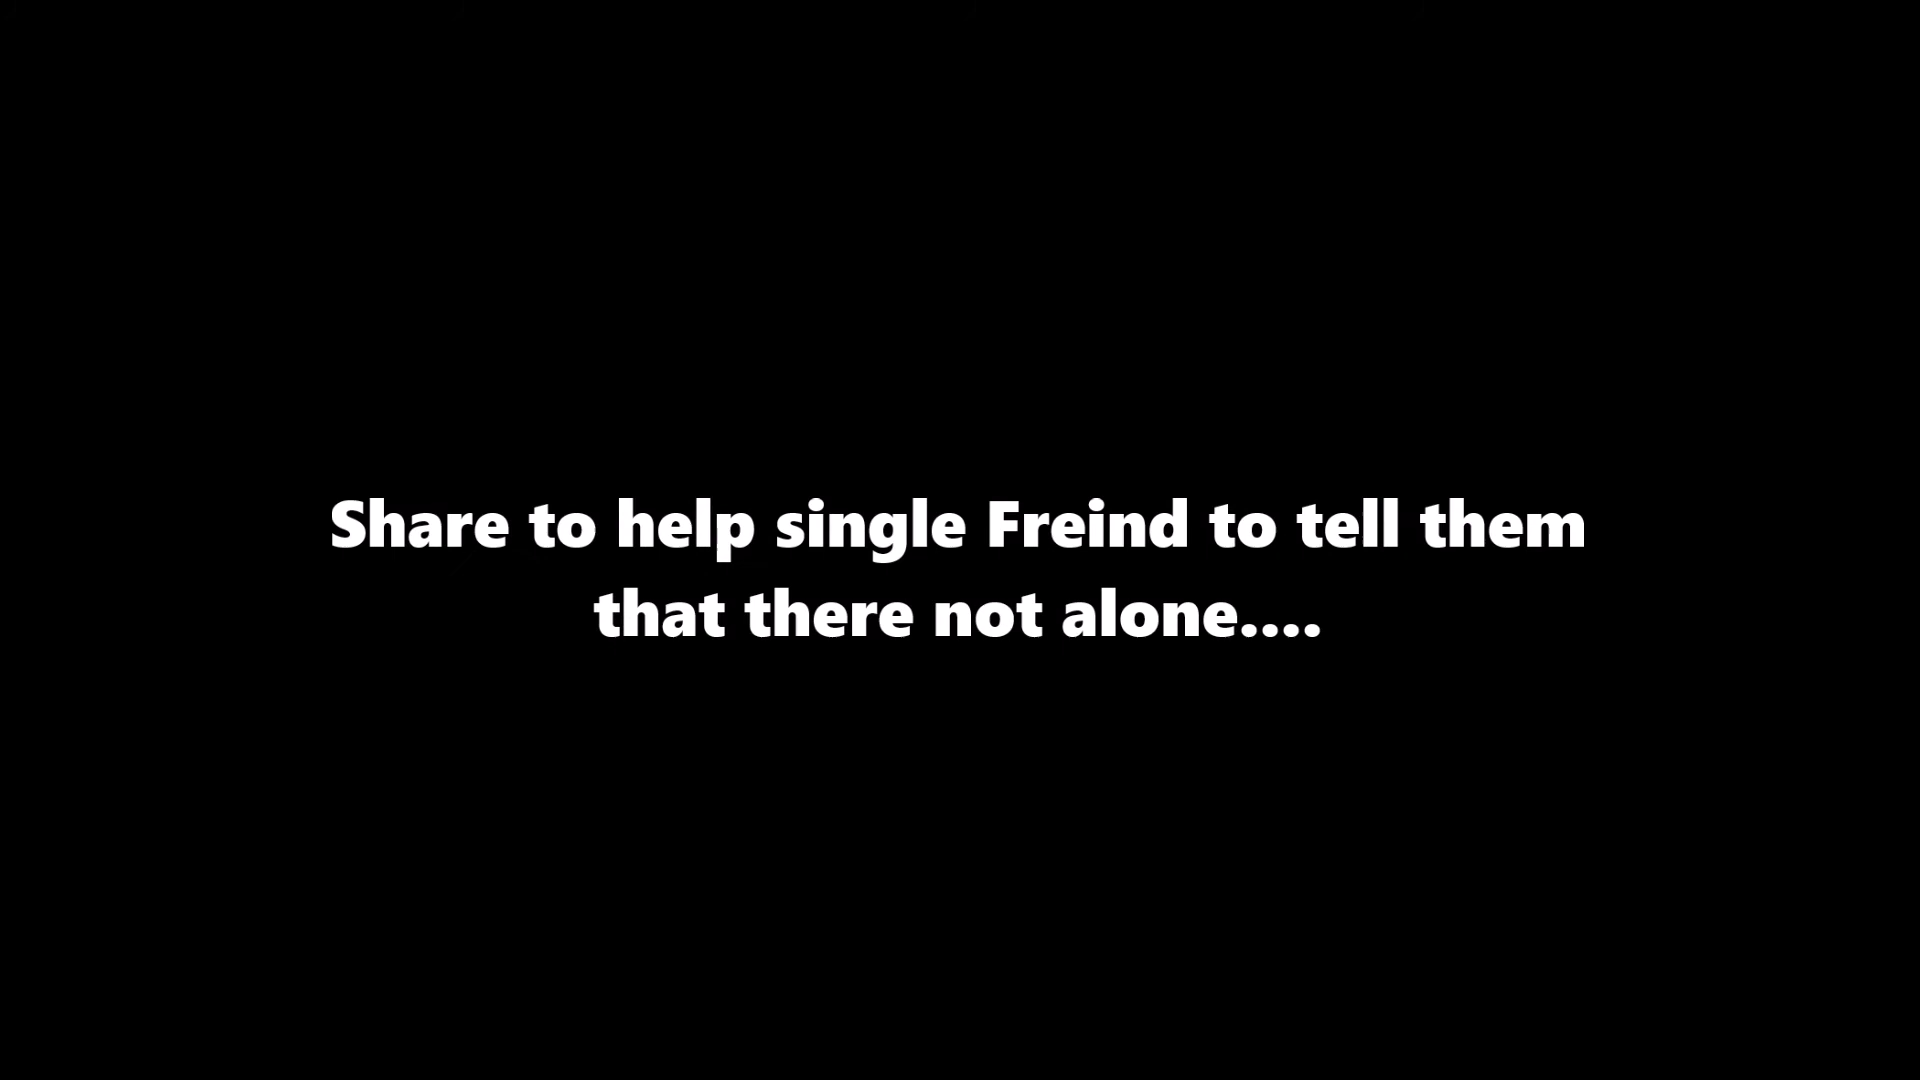 Share to help single Freind to tell them
that there not alone....